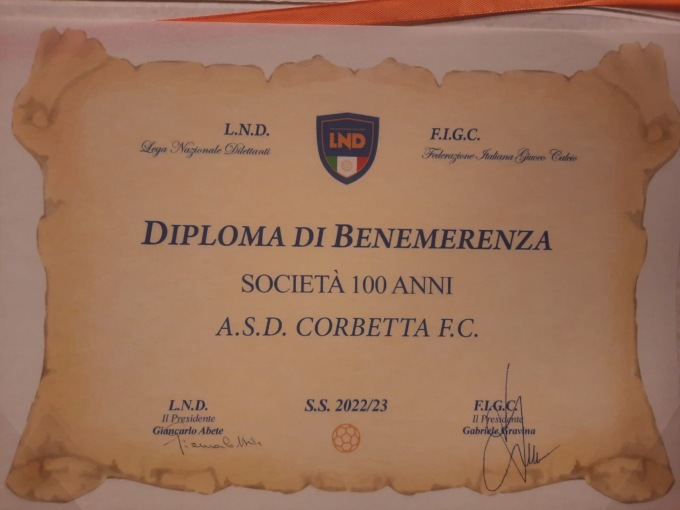 L.N.D.
Lega Nazionale Dilettanti
LND
F.I.G.C.
Federazione Italiana Giuoco Calcio
DIPLOMA DI BENEMERENZA
SOCIETÀ 100 ANNI
A.S.D. CORBETTA F.C.
L.N.D.
Il Presidente
Giancarlo Abete
S.S. 2022/23
F.I.G.C.
Il Presidente
Gabriele Gravina